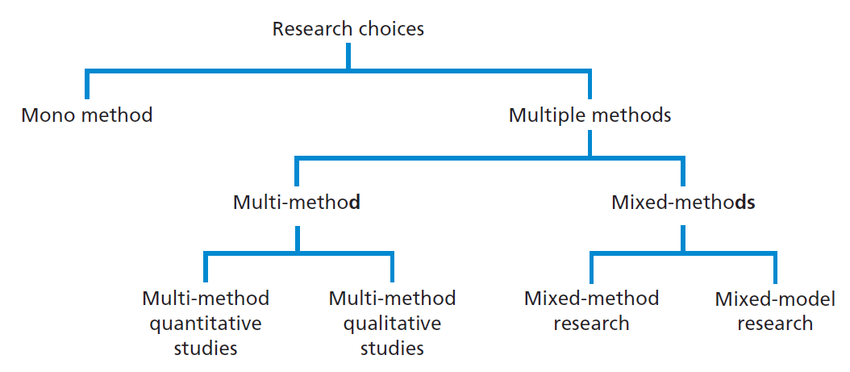 Research choices
Mono method
Multiple methods
Multi-method
Mixed-methods
Multi-method
quantitative
studies
Multi-method
qualitative
studies
Mixed-method
research
Mixed-model
research